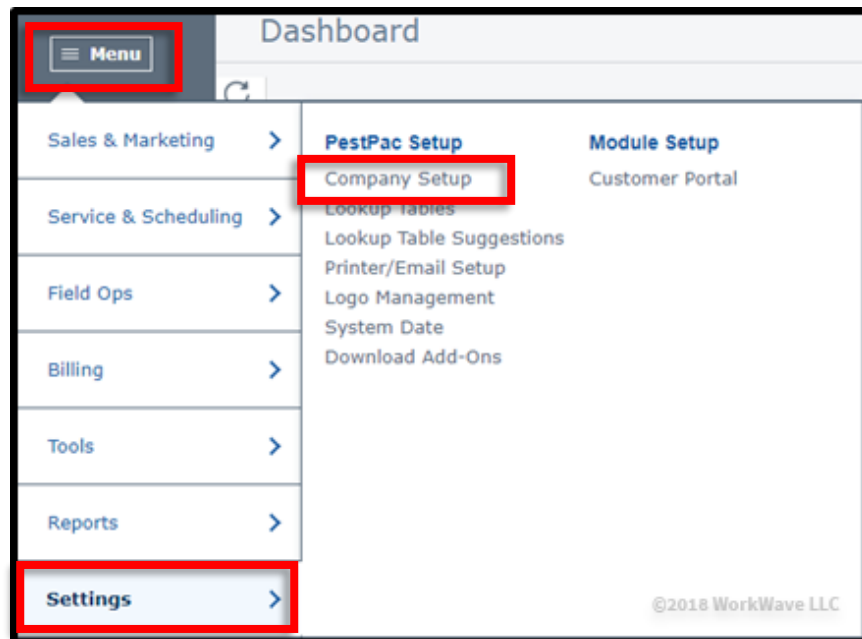 Dashboard
≡ Menu
Sales & Marketing
Service & Scheduling
Field Ops
Billing
Tools
Reports
Settings
PestPac Setup
Company Setup
Lookup Tables
Lookup Table Suggestions
Printer/Email Setup
Logo Management
System Date
Download Add-Ons
Module Setup
Customer Portal
©2018 WorkWave LLC